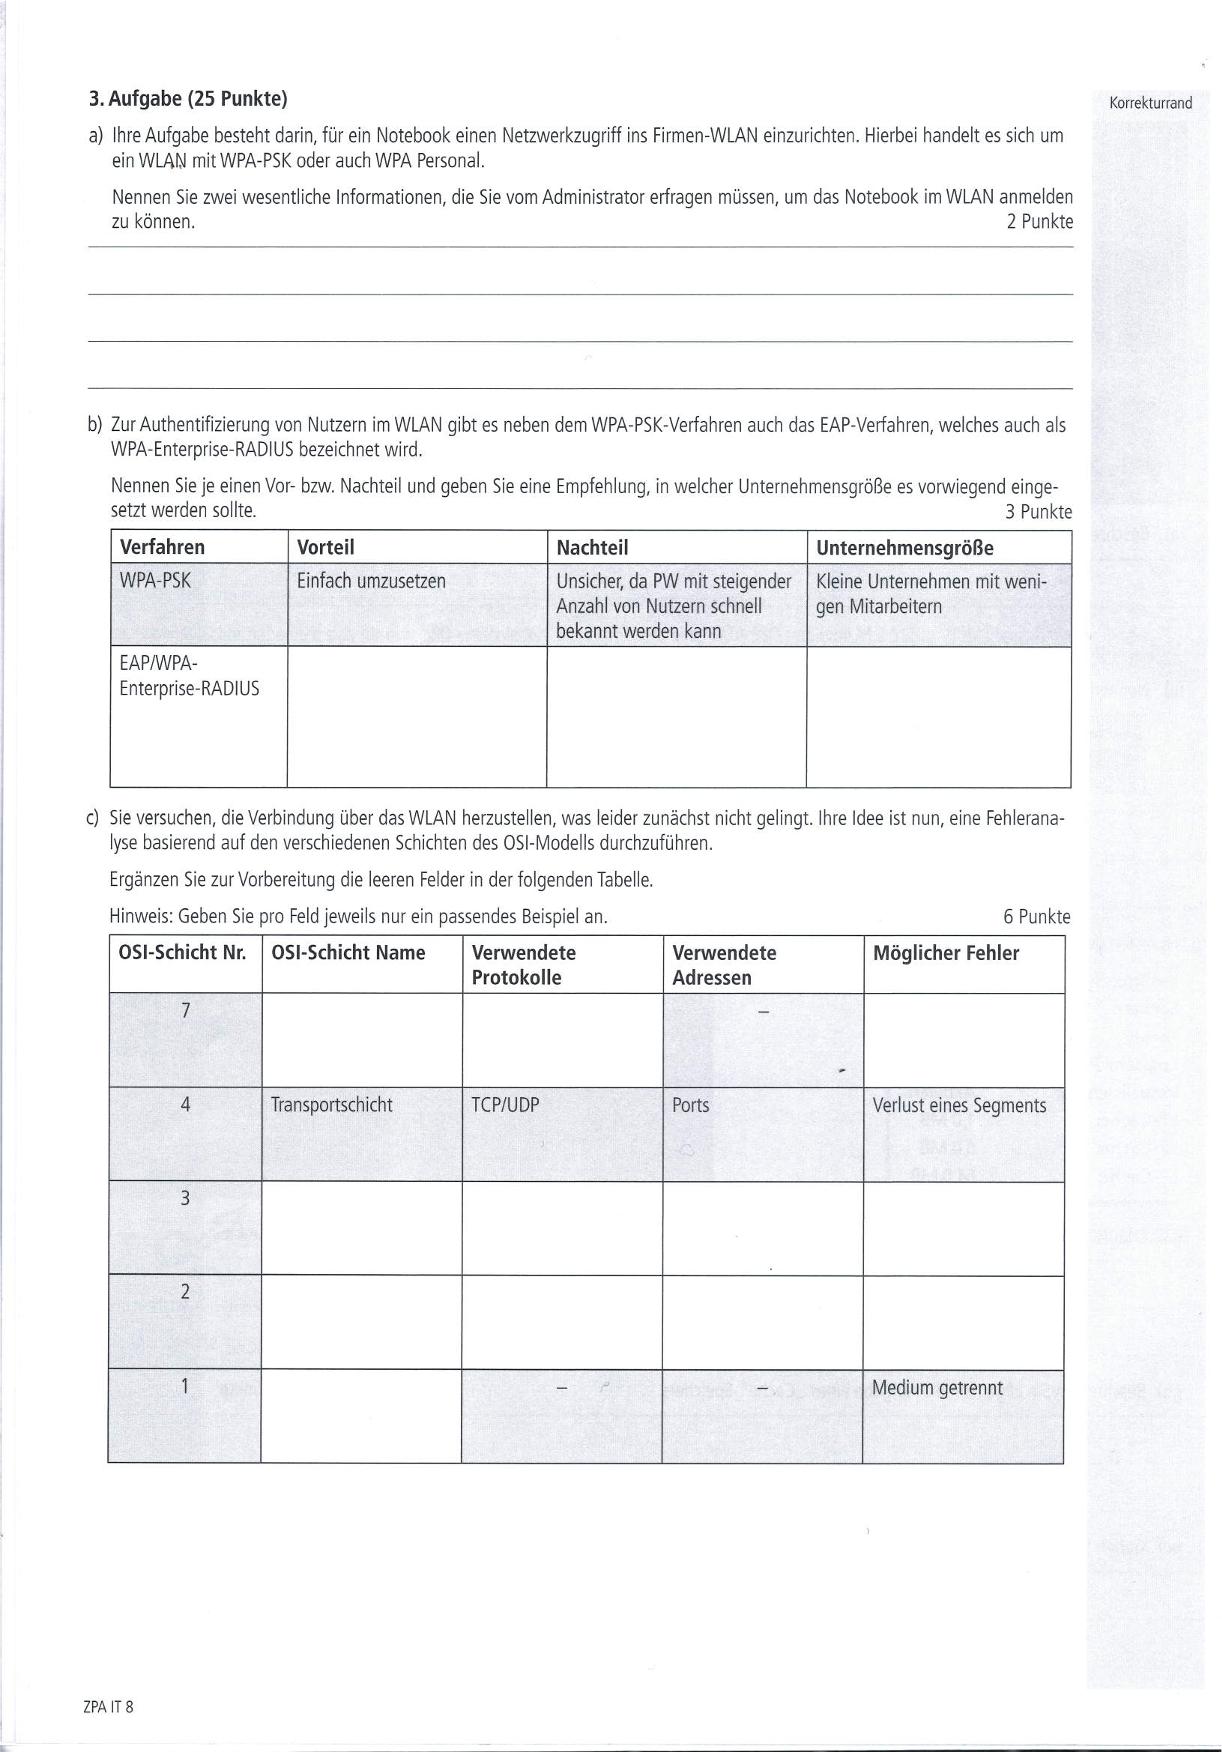 3. Aufgabe (25 Punkte)
Korrekturrand
a) Ihre Aufgabe besteht darin, für ein Notebook einen Netzwerkzugriff ins Firmen-WLAN einzurichten. Hierbei handelt es sich um
ein WLAN mit WPA-PSK oder auch WPA Personal.
Nennen Sie zwei wesentliche Informationen, die Sie vom Administrator erfragen müssen, um das Notebook im WLAN anmelden
zu können. 2 Punkte
b) Zur Authentifizierung von Nutzern im WLAN gibt es neben dem WPA-PSK-Verfahren auch das EAP-Verfahren, welches auch als
WPA-Enterprise-RADIUS bezeichnet wird.
Nennen Sie je einen Vor- bzw. Nachteil und geben Sie eine Empfehlung, in welcher Unternehmensgröße es vorwiegend einge-
setzt werden sollte. 3 Punkte
Verfahren Vorteil Nachteil Unternehmensgröße
WPA-PSK Einfach umzusetzen Unsicher, da PW mit steigender Kleine Unternehmen mit weni-
Anzahl von Nutzern schnell gen Mitarbeitern
bekannt werden kann
EAP/WPA-
Enterprise-RADIUS
c) Sie versuchen, die Verbindung über das WLAN herzustellen, was leider zunächst nicht gelingt. Ihre Idee ist nun, eine Fehlerana-
lyse basierend auf den verschiedenen Schichten des OSI-Modells durchzuführen.
Ergänzen Sie zur Vorbereitung die leeren Felder in der folgenden Tabelle.
Hinweis: Geben Sie pro Feld jeweils nur ein passendes Beispiel an. 6 Punkte
OSI-Schicht Nr. OSI-Schicht Name Verwendete Verwendete Möglicher Fehler
Protokolle Adressen
7 –
4 Transportschicht TCP/UDP Ports Verlust eines Segments
3
2
1 – – Medium getrennt
ZPA IT 8